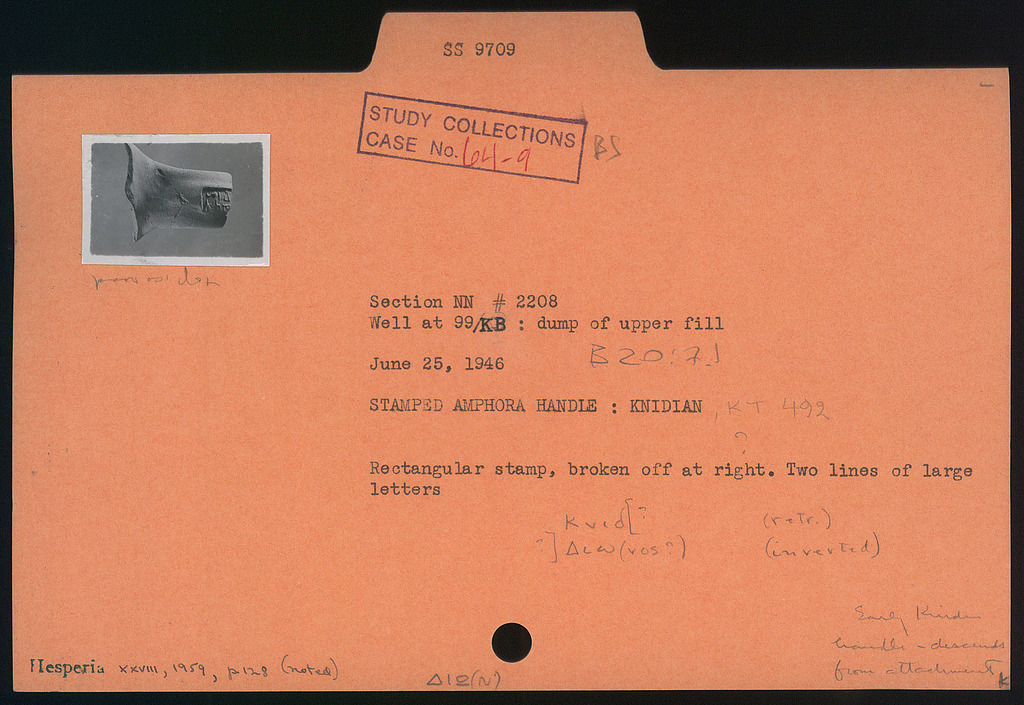 SS 9709
STUDY COLLECTIONS
CASE No. 64-9
BS
Section NN # 2208
Well at 99/KB : dump of upper fill
June 25, 1946
B 20:7.1
STAMPED AMPHORA HANDLE : KNIDIAN, KT 492
?
Rectangular stamp, broken off at right. Two lines of large
letters
Κνιδ[? (retr.)
?]Διω(νος?) (inverted)
Early Knidian
handle - descends
from attachment
Hesperia XXVIII, 1959, p128 (noted)